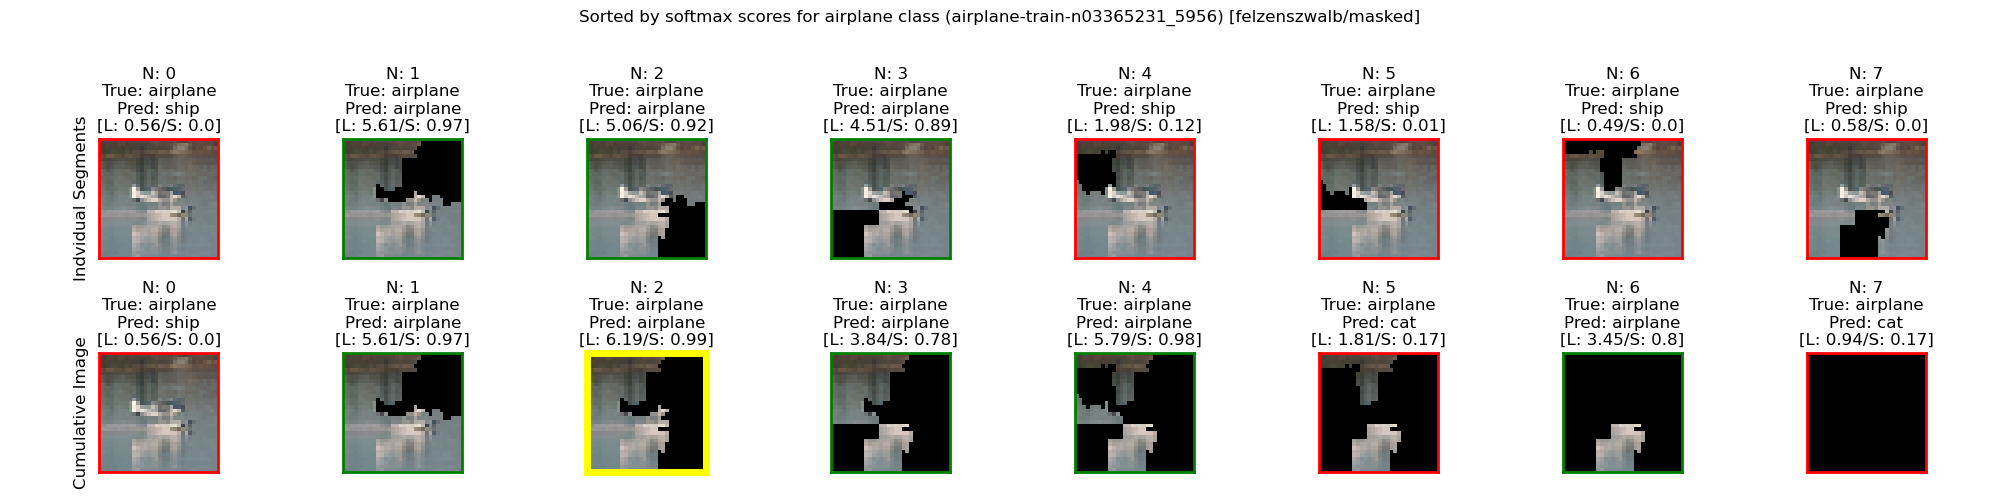 Sorted by softmax scores for airplane class (airplane-train-n03365231_5956) [felzenszwalb/masked]
Indvidual Segments
N: 0
True: airplane
Pred: ship
[L: 0.56/S: 0.0]
N: 1
True: airplane
Pred: airplane
[L: 5.61/S: 0.97]
N: 2
True: airplane
Pred: airplane
[L: 5.06/S: 0.92]
N: 3
True: airplane
Pred: airplane
[L: 4.51/S: 0.89]
N: 4
True: airplane
Pred: ship
[L: 1.98/S: 0.12]
N: 5
True: airplane
Pred: ship
[L: 1.58/S: 0.01]
N: 6
True: airplane
Pred: ship
[L: 0.49/S: 0.0]
N: 7
True: airplane
Pred: ship
[L: 0.58/S: 0.0]
Cumulative Image
N: 0
True: airplane
Pred: ship
[L: 0.56/S: 0.0]
N: 1
True: airplane
Pred: airplane
[L: 5.61/S: 0.97]
N: 2
True: airplane
Pred: airplane
[L: 6.19/S: 0.99]
N: 3
True: airplane
Pred: airplane
[L: 3.84/S: 0.78]
N: 4
True: airplane
Pred: airplane
[L: 5.79/S: 0.98]
N: 5
True: airplane
Pred: cat
[L: 1.81/S: 0.17]
N: 6
True: airplane
Pred: airplane
[L: 3.45/S: 0.8]
N: 7
True: airplane
Pred: cat
[L: 0.94/S: 0.17]